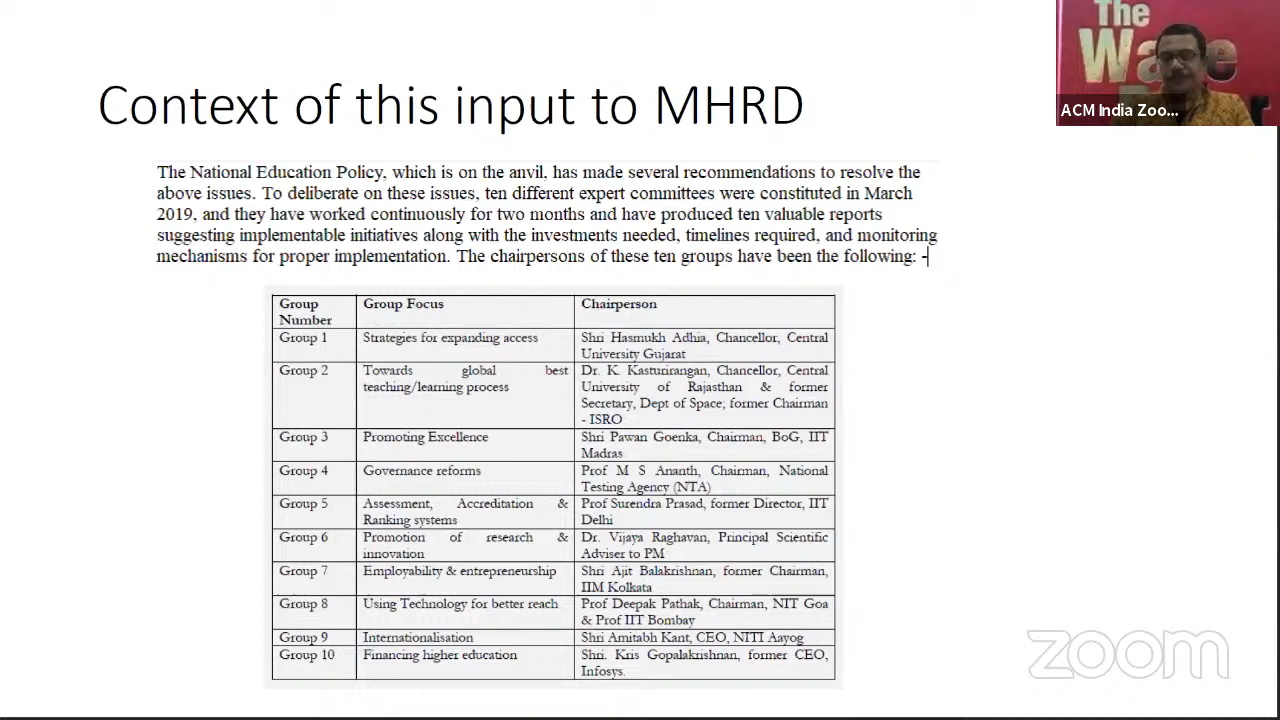 Context of this input to MHRD
The National Education Policy, which is on the anvil, has made several recommendations to resolve the
above issues. To deliberate on these issues, ten different expert committees were constituted in March
2019, and they have worked continuously for two months and have produced ten valuable reports
suggesting implementable initiatives along with the investments needed, timelines required, and monitoring
mechanisms for proper implementation. The chairpersons of these ten groups have been the following: -
Group
Number
Group Focus
Chairperson
Group 1
Strategies for expanding access
Shri Hasmukh Adhia, Chancellor, Central
University Gujarat
Group 2
Towards global best
teaching/learning process
Dr. K. Kasturirangan, Chancellor, Central
University of Rajasthan & former
Secretary, Dept of Space; former Chairman
- ISRO
Group 3
Promoting Excellence
Shri Pawan Goenka, Chairman, BoG, IIT
Madras
Group 4
Governance reforms
Prof M S Ananth, Chairman, National
Testing Agency (NTA)
Group 5
Assessment, Accreditation &
Ranking systems
Prof Surendra Prasad, former Director, IIT
Delhi
Group 6
Promotion of research &
innovation
Dr. Vijaya Raghavan, Principal Scientific
Adviser to PM
Group 7
Employability & entrepreneurship
Shri Ajit Balakrishnan, former Chairman,
IIM Kolkata
Group 8
Using Technology for better reach
Prof Deepak Pathak, Chairman, NIT Goa
& Prof IIT Bombay
Group 9
Internationalisation
Shri Amitabh Kant, CEO, NITI Aayog
Group 10
Financing higher education
Shri. Kris Gopalakrishnan, former CEO,
Infosys.
The
ACM India Zoo...
zoom